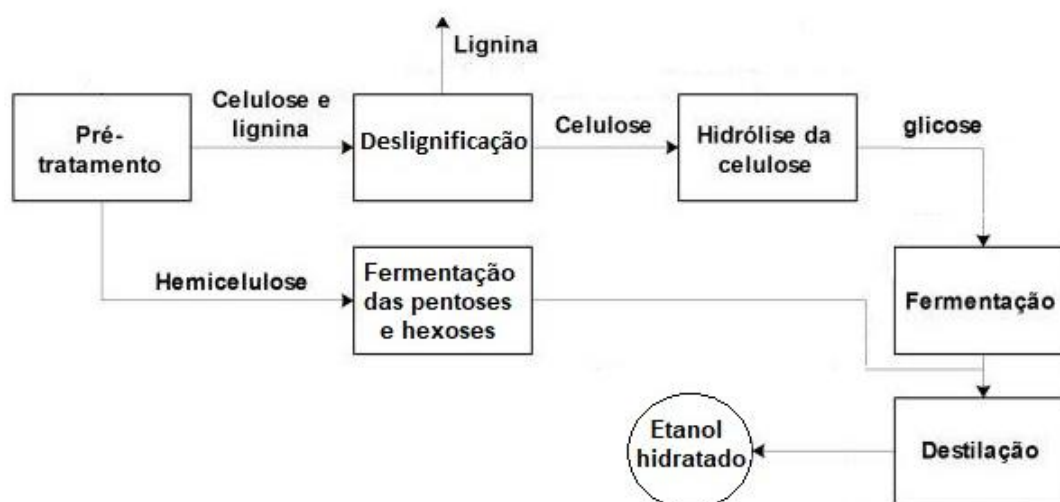 Lignina
Celulose e
lignina
Pré-
tratamento
Deslignificação
Celulose
Hidrólise da
celulose
glicose
Hemicelulose
Fermentação
das pentoses
e hexoses
Fermentação
Etanol
hidratado
Destilação